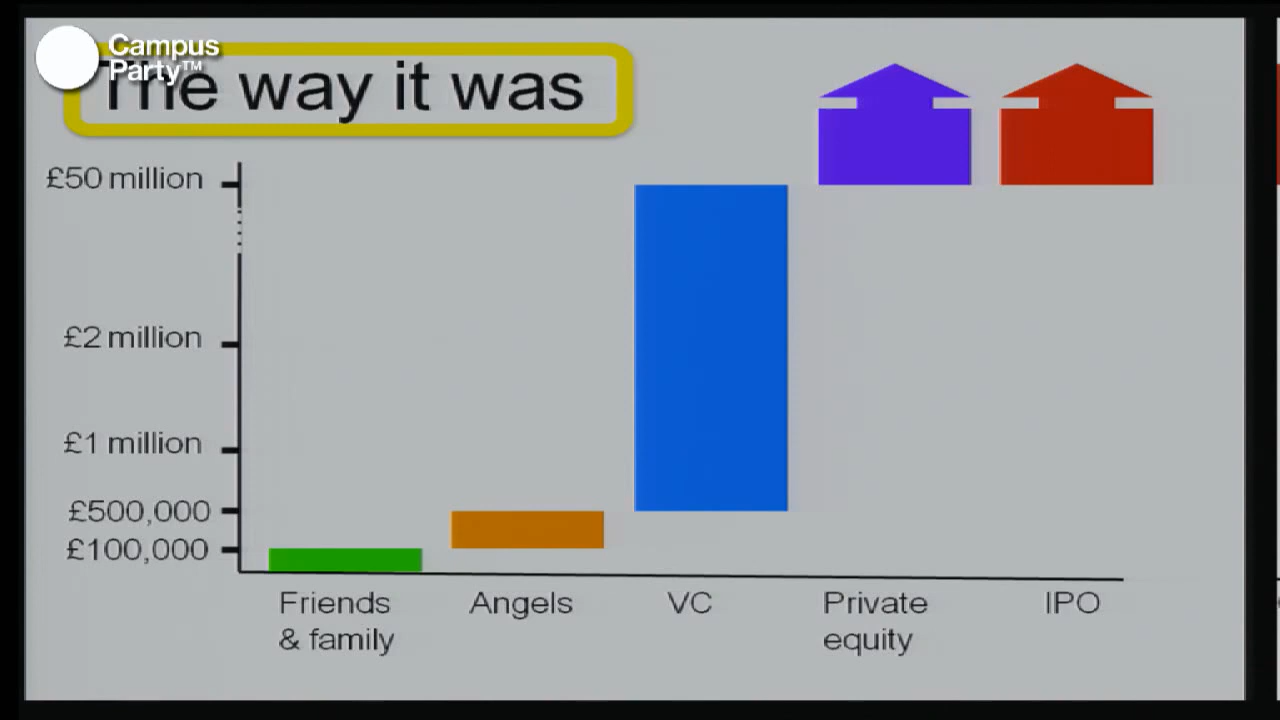 Campus
Party™
The way it was
£50 million
£2 million
£1 million
£500,000
£100,000
Friends
& family
Angels
VC
Private
equity
IPO